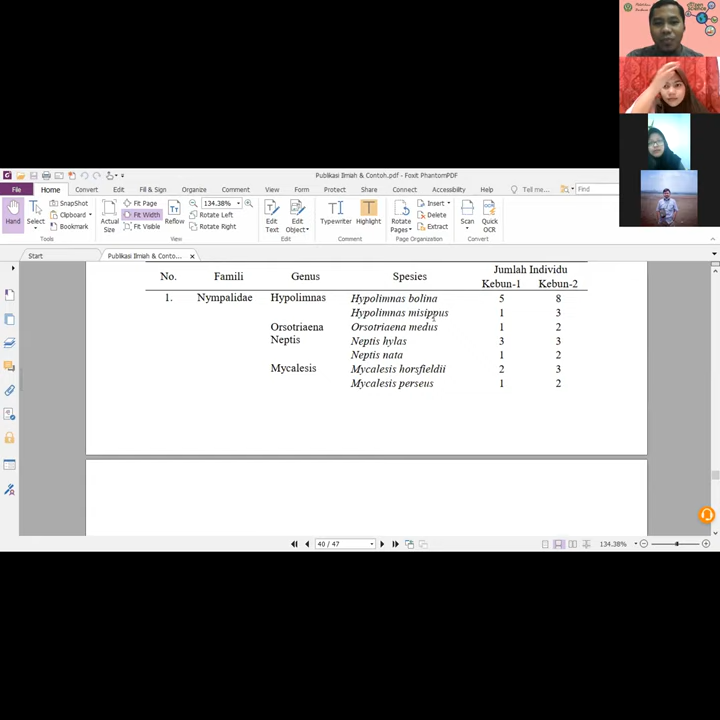 Publikasi Ilmiah & Contoh.pdf - Foxit PhantomPDF
File Home Convert Fill & Sign Organize Comment View Form Protect Share Connect Accessibility Help Tell me... Find
Hand Select SnapShot Clipboard Bookmark Actual Size Fit Page Fit Width Fit Visible Reflow 134.38% Rotate Left Rotate Right Edit Text Edit Object Typewriter Highlight Rotate Pages Insert Delete Extract Scan Quick OCR
Tools View Edit Comment Page Organization Convert
Start Publikasi Ilmiah & Conto...
No. Famili Genus Spesies Jumlah Individu
Kebun-1 Kebun-2
1. Nympalidae Hypolimnas Hypolimnas bolina 5 8
Hypolimnas misippus 1 3
Orsotriaena Orsotriaena medus 1 2
Neptis Neptis hylas 3 3
Neptis nata 1 2
Mycalesis Mycalesis horsfieldii 2 3
Mycalesis perseus 1 2
40 / 47 134.38%